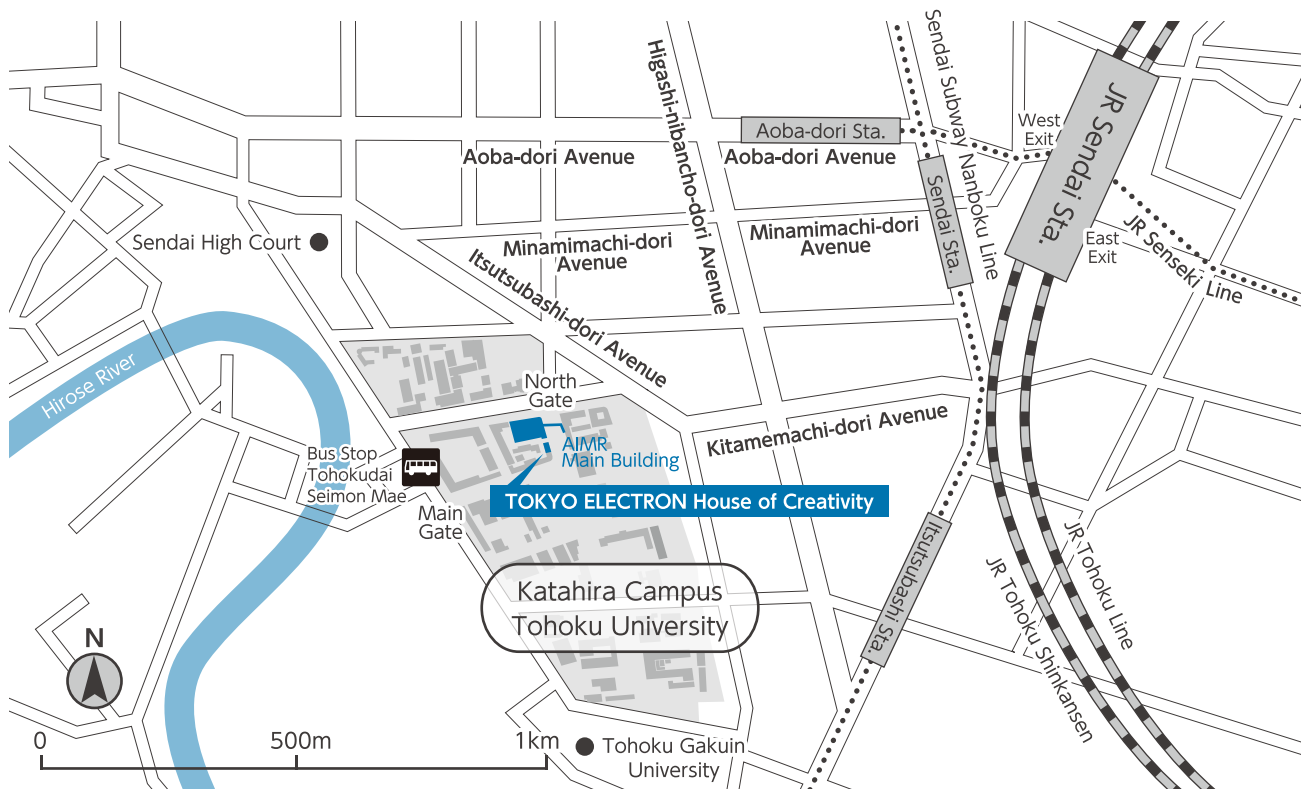 Sendai Subway Nanboku Line
Higashi-nibancho-dori Avenue
JR Sendai Sta.
West
Exit
Aoba-dori Sta.
Aoba-dori Avenue
Aoba-dori Avenue
Sendai Sta.
Sendai High Court
Minamimachi-dori
Avenue
Minamimachi-dori
Avenue
East
Exit
JR Senseki Line
Itsutsubashi-dori Avenue
Hirose River
North
Gate
Kitamemachi-dori Avenue
AIMR
Main Building
Bus Stop
Tohokudai
Seimon Mae
TOKYO ELECTRON House of Creativity
Main
Gate
Itsutsubashi Sta.
JR Tohoku Line
JR Tohoku Shinkansen
Katahira Campus
Tohoku University
N
0
500m
1km
Tohoku Gakuin
University